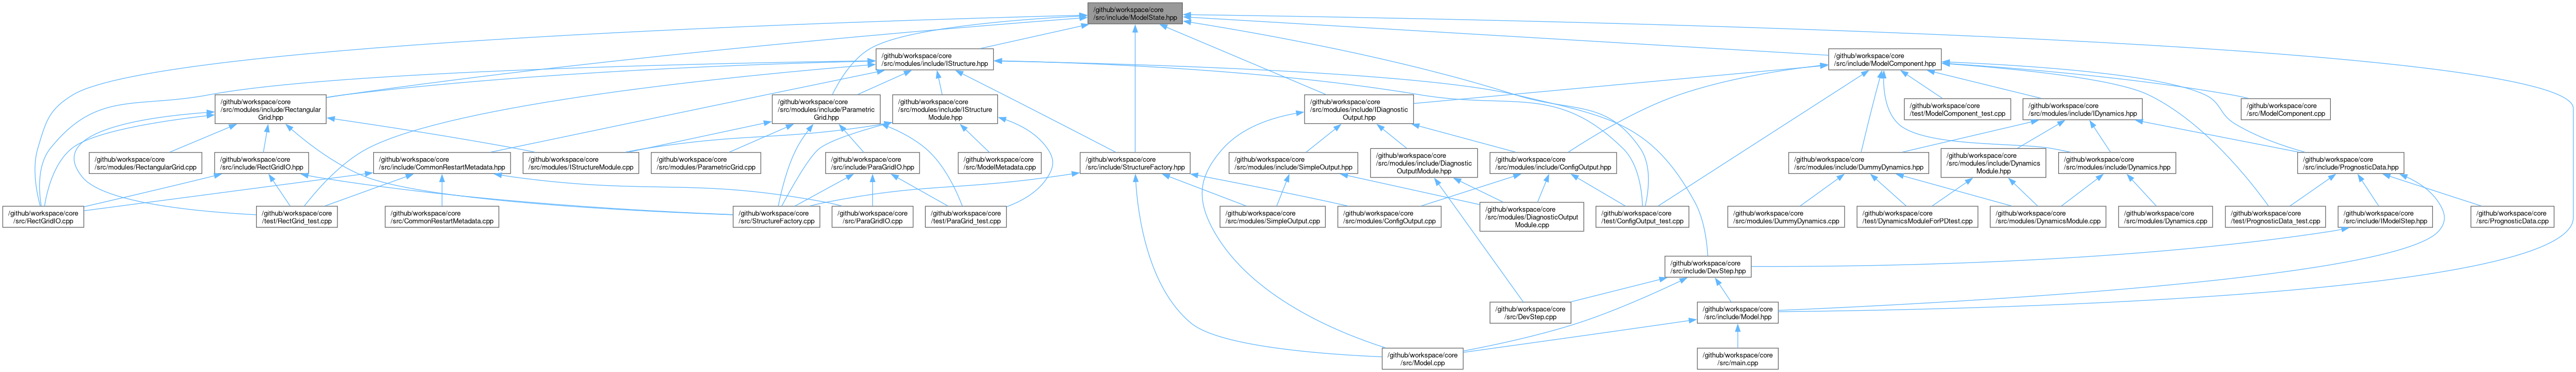 /github/workspace/core
/src/include/ModelState.hpp
/github/workspace/core
/src/modules/include/IStructure.hpp
/github/workspace/core
/src/include/ModelComponent.hpp
/github/workspace/core
/src/modules/include/Rectangular
Grid.hpp
/github/workspace/core
/src/modules/include/Parametric
Grid.hpp
/github/workspace/core
/src/modules/include/IStructure
Module.hpp
/github/workspace/core
/src/modules/include/IDiagnostic
Output.hpp
/github/workspace/core
/test/ModelComponent_test.cpp
/github/workspace/core
/src/modules/include/IDynamics.hpp
/github/workspace/core
/src/ModelComponent.cpp
/github/workspace/core
/src/modules/RectangularGrid.cpp
/github/workspace/core
/src/include/RectGridIO.hpp
/github/workspace/core
/src/include/CommonRestartMetadata.hpp
/github/workspace/core
/src/modules/IStructureModule.cpp
/github/workspace/core
/src/modules/ParametricGrid.cpp
/github/workspace/core
/src/include/ParaGridIO.hpp
/github/workspace/core
/src/ModelMetadata.cpp
/github/workspace/core
/src/include/StructureFactory.hpp
/github/workspace/core
/src/modules/include/SimpleOutput.hpp
/github/workspace/core
/src/modules/include/Diagnostic
OutputModule.hpp
/github/workspace/core
/src/modules/include/ConfigOutput.hpp
/github/workspace/core
/src/modules/include/DummyDynamics.hpp
/github/workspace/core
/src/modules/include/Dynamics
Module.hpp
/github/workspace/core
/src/modules/include/Dynamics.hpp
/github/workspace/core
/src/include/PrognosticData.hpp
/github/workspace/core
/src/RectGridIO.cpp
/github/workspace/core
/test/RectGrid_test.cpp
/github/workspace/core
/src/CommonRestartMetadata.cpp
/github/workspace/core
/src/StructureFactory.cpp
/github/workspace/core
/src/ParaGridIO.cpp
/github/workspace/core
/test/ParaGrid_test.cpp
/github/workspace/core
/src/modules/SimpleOutput.cpp
/github/workspace/core
/src/modules/ConfigOutput.cpp
/github/workspace/core
/src/modules/DiagnosticOutput
Module.cpp
/github/workspace/core
/test/ConfigOutput_test.cpp
/github/workspace/core
/src/modules/DummyDynamics.cpp
/github/workspace/core
/test/DynamicsModuleForPDtest.cpp
/github/workspace/core
/src/modules/DynamicsModule.cpp
/github/workspace/core
/src/modules/Dynamics.cpp
/github/workspace/core
/test/PrognosticData_test.cpp
/github/workspace/core
/src/include/IModelStep.hpp
/github/workspace/core
/src/PrognosticData.cpp
/github/workspace/core
/src/include/DevStep.hpp
/github/workspace/core
/src/DevStep.cpp
/github/workspace/core
/src/include/Model.hpp
/github/workspace/core
/src/Model.cpp
/github/workspace/core
/src/main.cpp